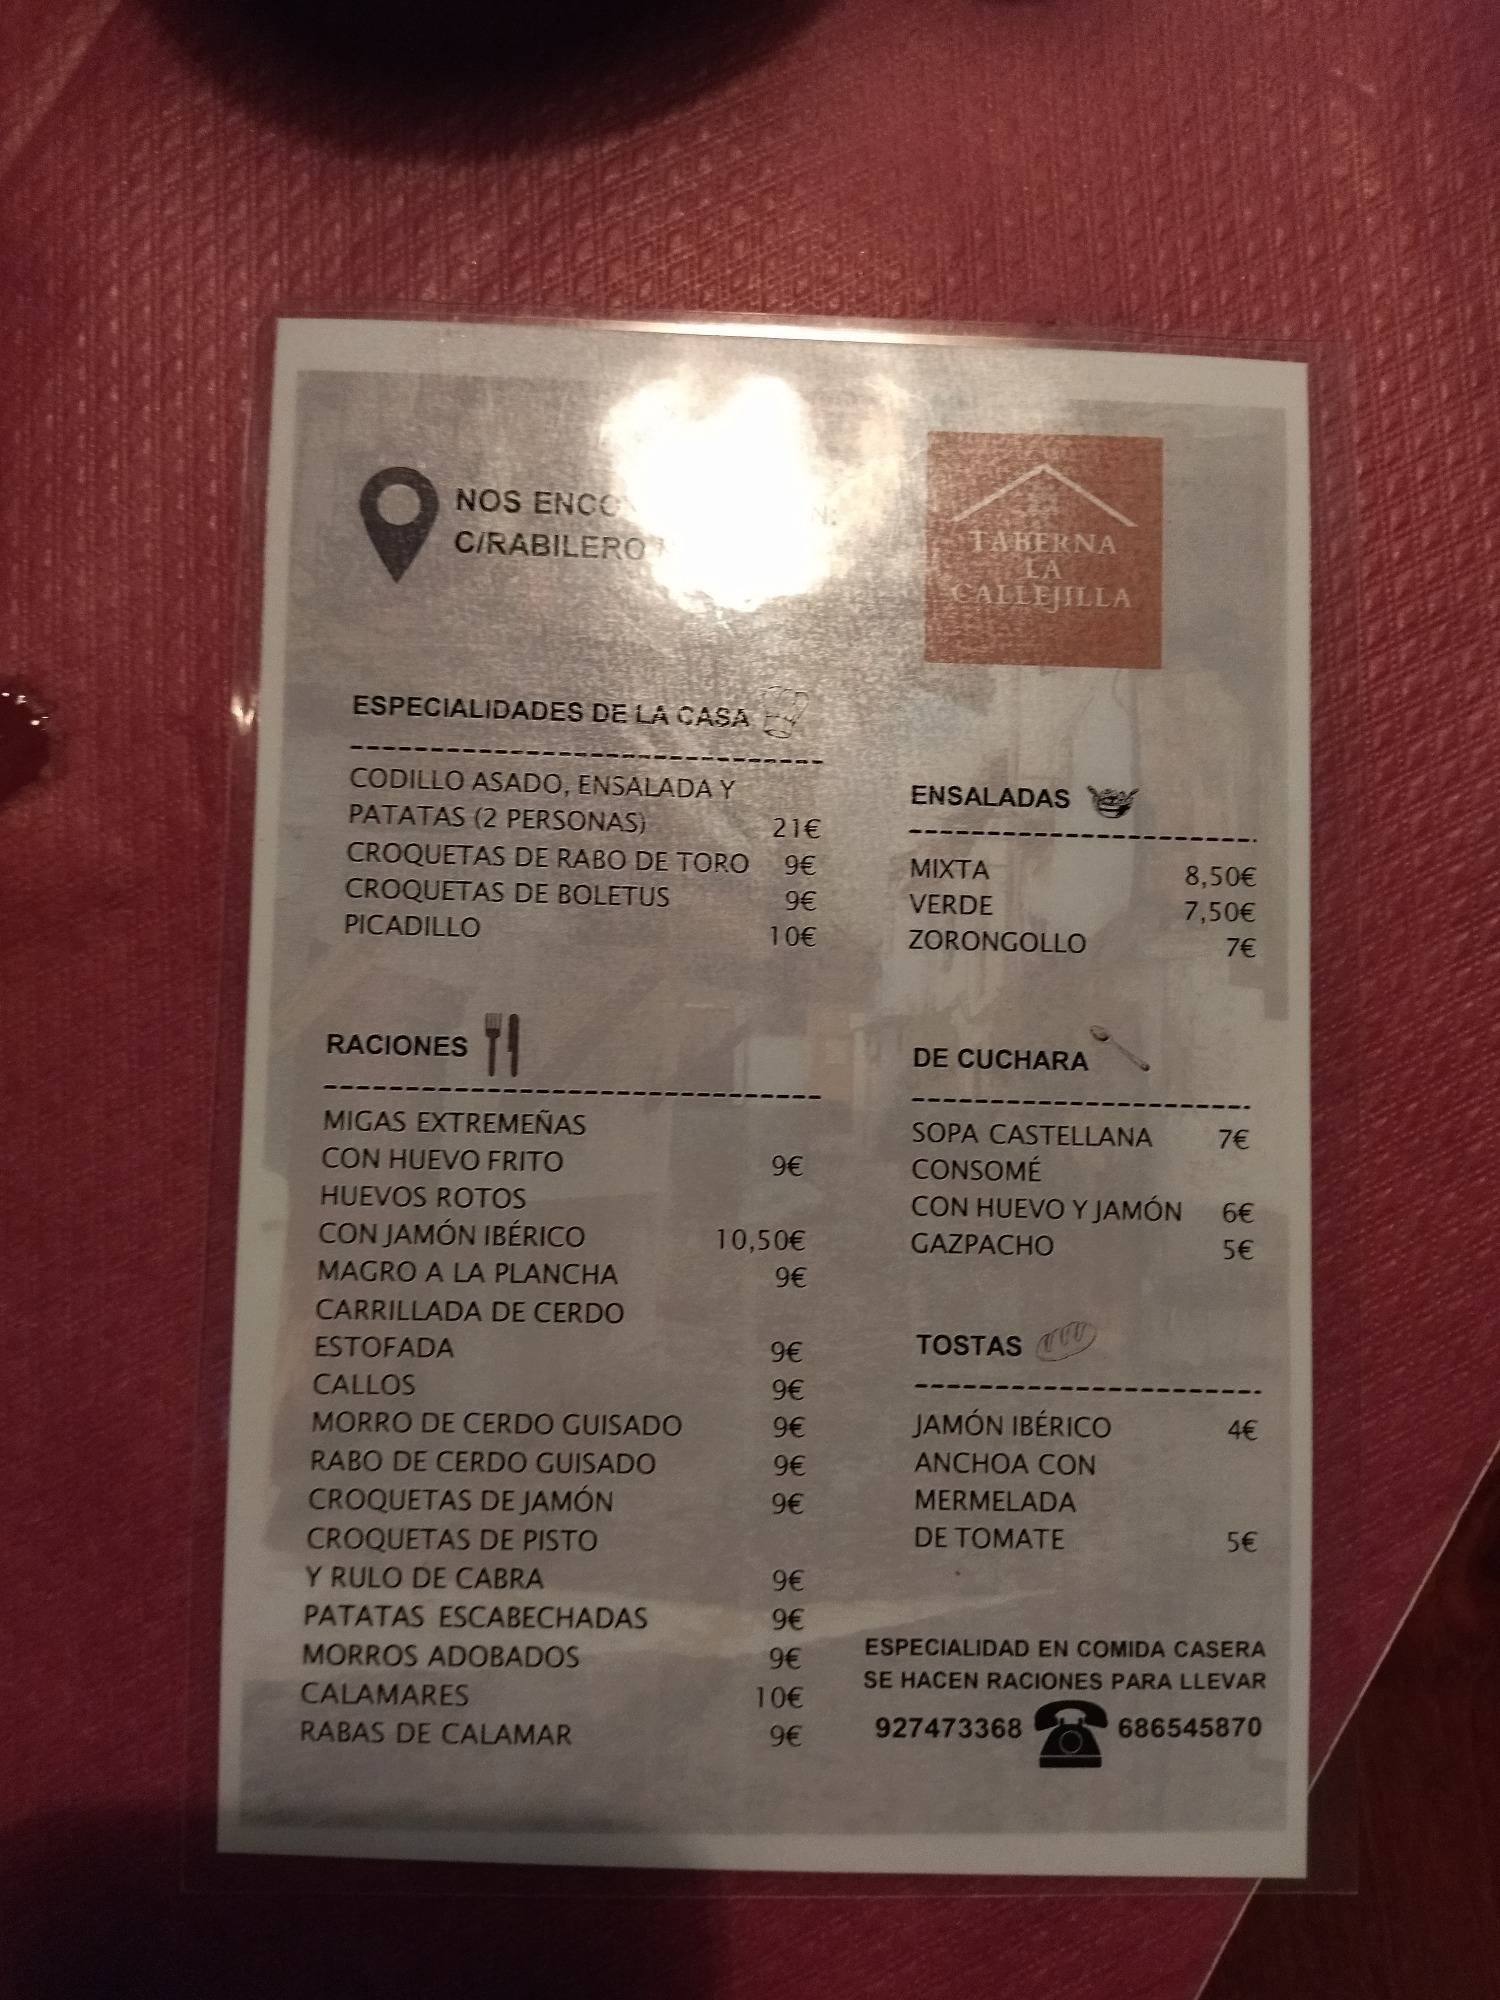 NOS
C/RABILERO
TABERNA
LA
CALLEJILLA
ESPECIALIDADES DE LA CASA
CODILLO ASADO, ENSALADA Y
PATATAS (2 PERSONAS) 21€
CROQUETAS DE RABO DE TORO 9€
CROQUETAS DE BOLETUS 9€
PICADILLO 10€
RACIONES
MIGAS EXTREMEÑAS
CON HUEVO FRITO 9€
HUEVOS ROTOS
CON JAMÓN IBÉRICO 10,50€
MAGRO A LA PLANCHA 9€
CARRILLADA DE CERDO
ESTOFADA 9€
CALLOS 9€
MORRO DE CERDO GUISADO 9€
RABO DE CERDO GUISADO 9€
CROQUETAS DE JAMÓN 9€
CROQUETAS DE PISTO
Y RULO DE CABRA 9€
PATATAS ESCABECHADAS 9€
MORROS ADOBADOS 9€
CALAMARES 10€
RABAS DE CALAMAR 9€
ENSALADAS
MIXTA 8,50€
VERDE 7,50€
ZORONGOLLO 7€
DE CUCHARA
SOPA CASTELLANA 7€
CONSOMÉ
CON HUEVO Y JAMÓN 6€
GAZPACHO 5€
TOSTAS
JAMÓN IBÉRICO 4€
ANCHOA CON
MERMELADA
DE TOMATE 5€
ESPECIALIDAD EN COMIDA CASERA
SE HACEN RACIONES PARA LLEVAR
927473368 686545870